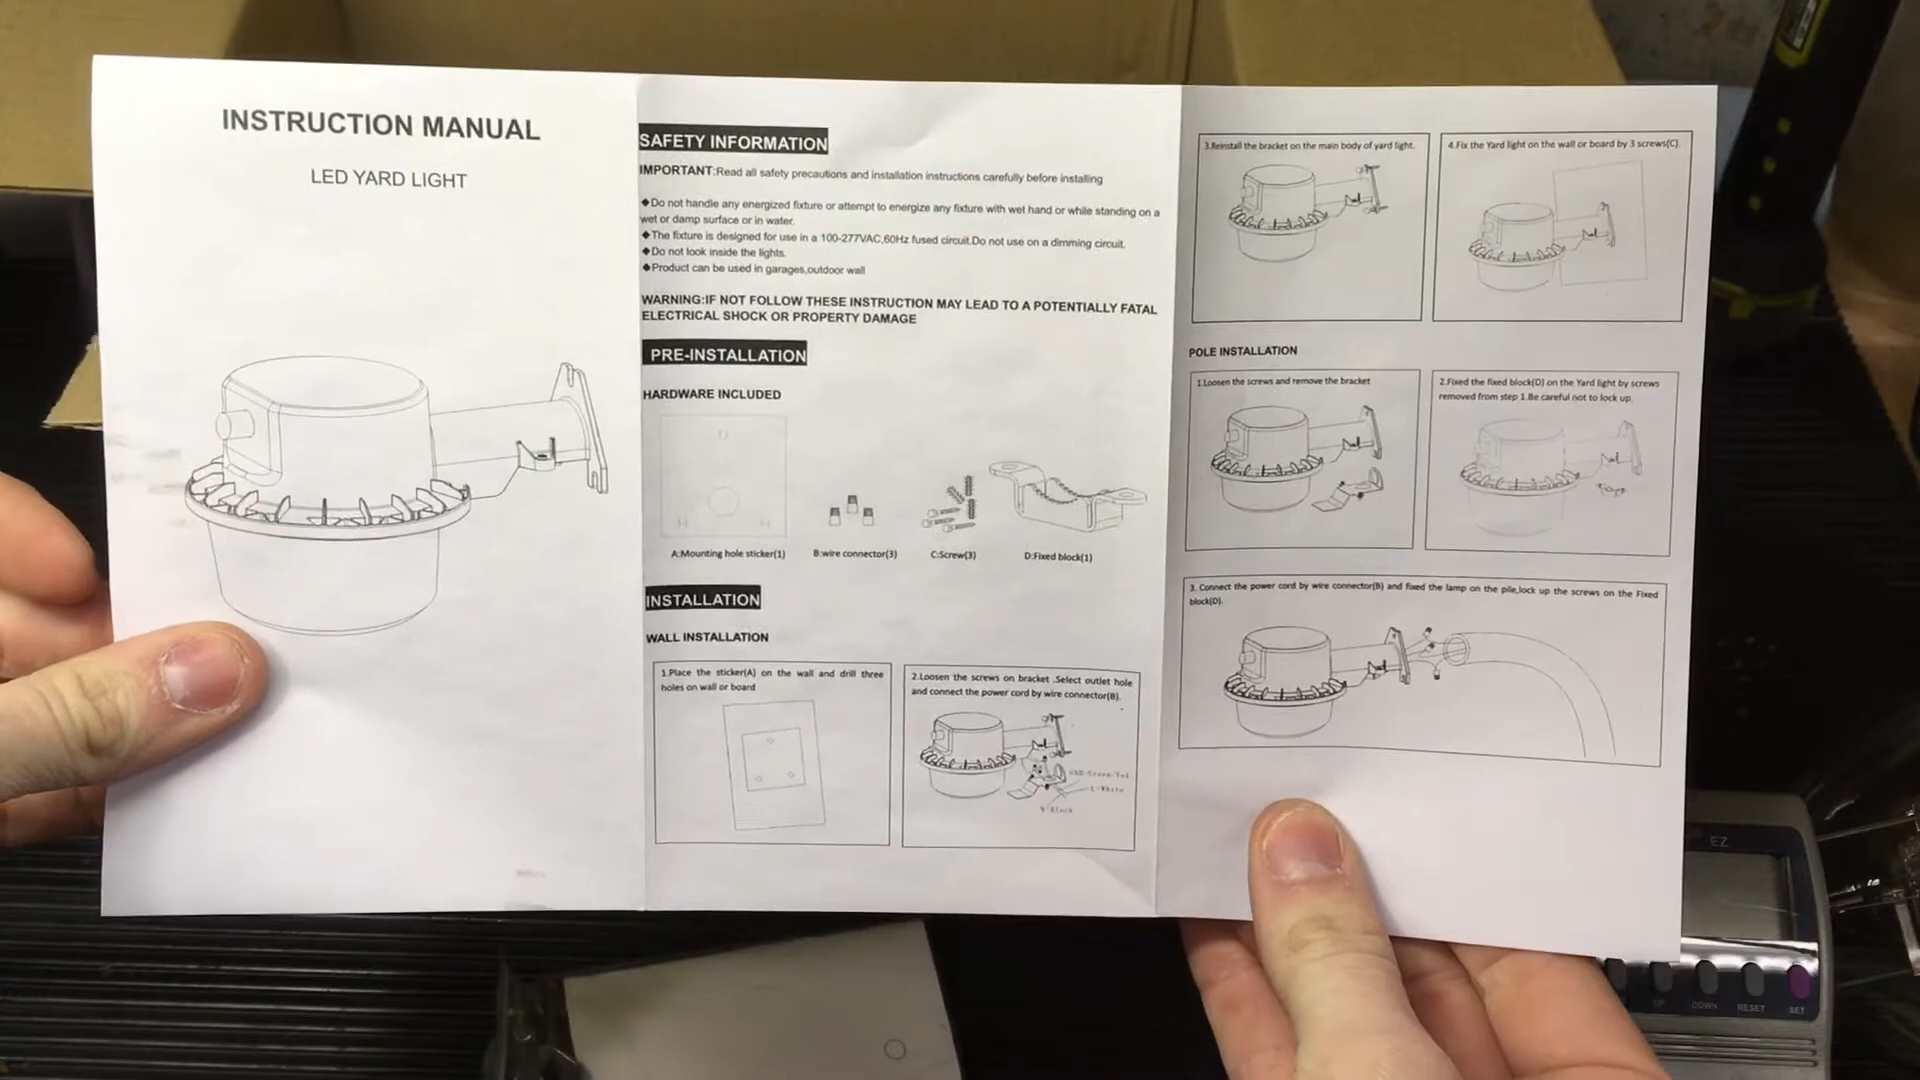 INSTRUCTION MANUAL
LED YARD LIGHT
SAFETY INFORMATION
IMPORTANT:Read all safety precautions and installation instructions carefully before installing
◆Do not handle any energized fixture or attempt to energize any fixture with wet hand or while standing on a
wet or damp surface or in water.
◆The fixture is designed for use in a 100-277VAC,60Hz fused circuit.Do not use on a dimming circuit.
◆Do not look inside the lights.
◆Product can be used in garages,outdoor wall
WARNING:IF NOT FOLLOW THESE INSTRUCTION MAY LEAD TO A POTENTIALLY FATAL
ELECTRICAL SHOCK OR PROPERTY DAMAGE
PRE-INSTALLATION
HARDWARE INCLUDED
A:Mounting hole sticker(1)
B:wire connector(3)
C:Screw(3)
D:Fixed block(1)
INSTALLATION
WALL INSTALLATION
1.Place the sticker(A) on the wall and drill three
holes on wall or board
2.Loosen the screws on bracket .Select outlet hole
and connect the power cord by wire connector(B).
L-White
N-Black
3.Reinstall the bracket on the main body of yard light.
4.Fix the Yard light on the wall or board by 3 screws(C).
POLE INSTALLATION
1.Loosen the screws and remove the bracket
2.Fixed the fixed block(D) on the Yard light by screws
removed from step 1.Be careful not to lock up.
3. Connect the power cord by wire connector(B) and fixed the lamp on the pile,lock up the screws on the Fixed
block(D).
EZ
UP
DOWN
RESET
SET